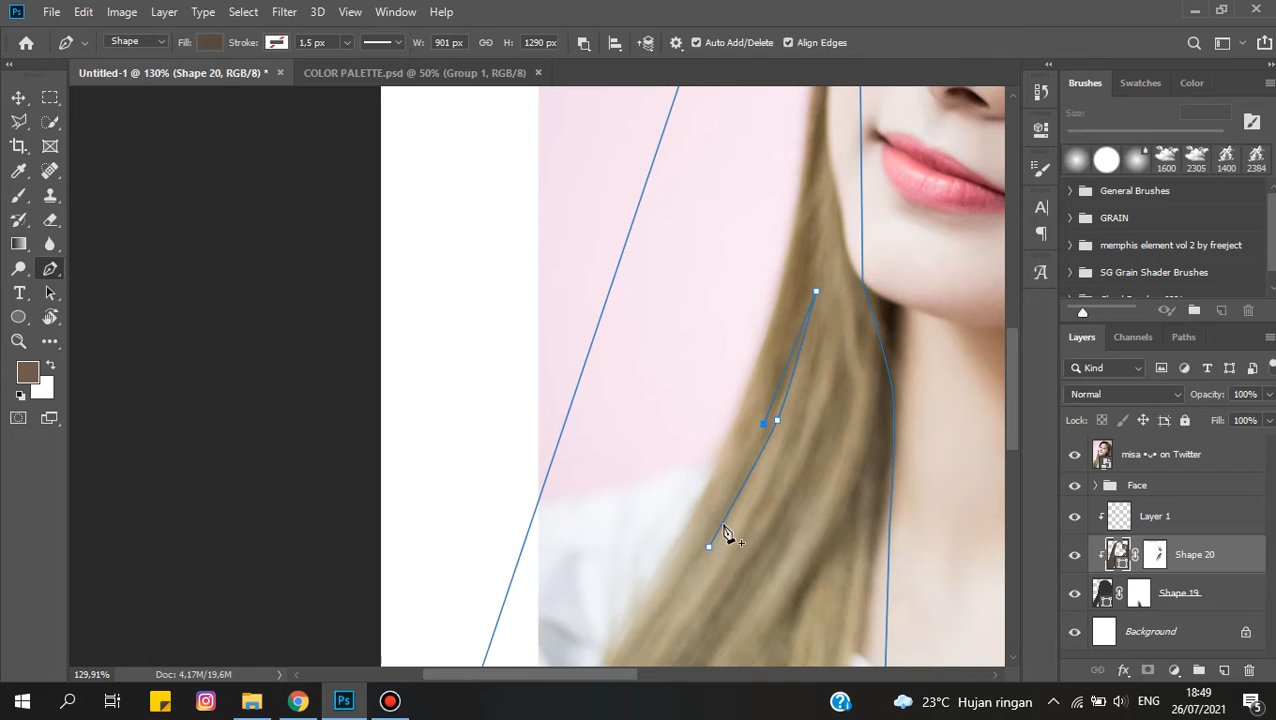 Ps File Edit Image Layer Type Select Filter 3D View Window Help
Shape Fill: Stroke: 1,5 px W: 901 px H: 1290 px Auto Add/Delete Align Edges
Untitled-1 @ 130% (Shape 20, RGB/8) * × COLOR PALETTE.psd @ 50% (Group 1, RGB/8) ×
Brushes Swatches Color
Size:
1600 2305 1400 2384
General Brushes
GRAIN
memphis element vol 2 by freeject
SG Grain Shader Brushes
Layers Channels Paths
Kind
Normal Opacity: 100%
Lock: Fill: 100%
misa •ᴗ• on Twitter
Face
Layer 1
Shape 20
Shape 19
Background
129,91% Doc: 4,17M/19,6M
Ps 23°C Hujan ringan ENG 18:49
26/07/2021 5